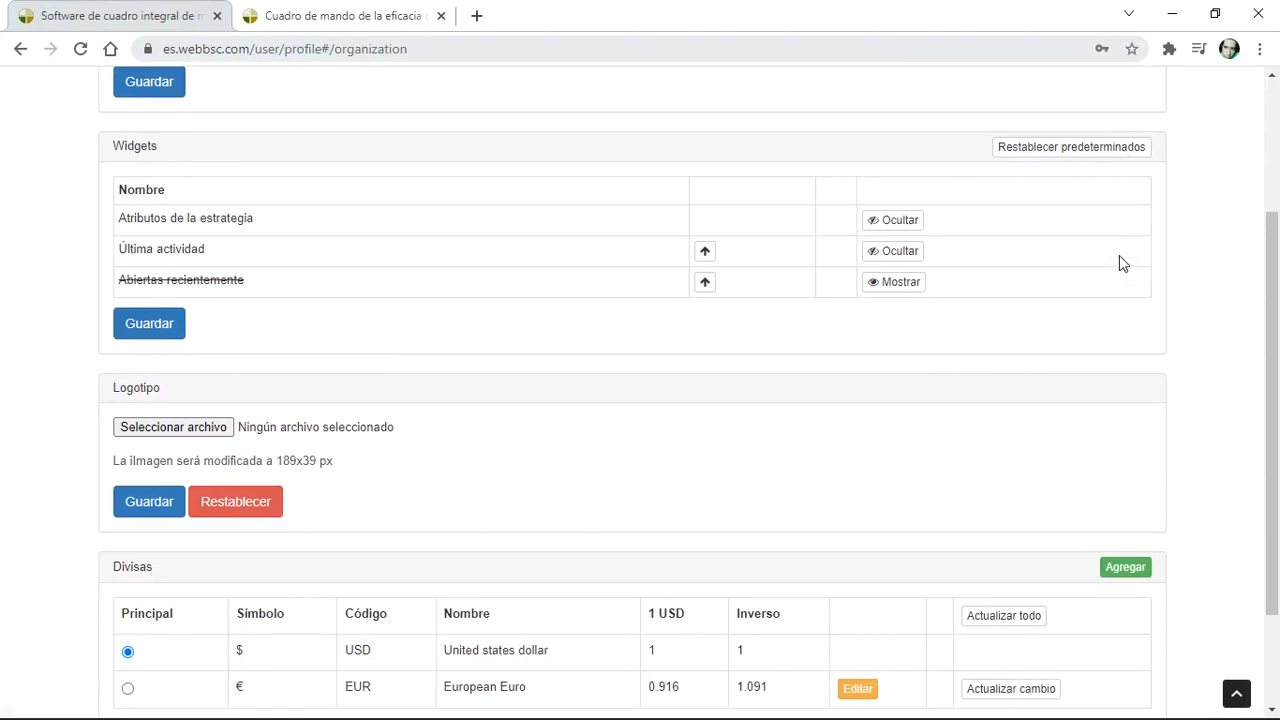 Software de cuadro integral de m
Cuadro de mando de la eficacia
es.webbsc.com/user/profile#/organization
Guardar
Widgets
Restablecer predeterminados
Nombre
Atributos de la estrategia
Ocultar
Última actividad
Ocultar
Abiertas recientemente
Mostrar
Guardar
Logotipo
Seleccionar archivo Ningún archivo seleccionado
La iImagen será modificada a 189x39 px
Guardar Restablecer
Divisas
Agregar
Principal Símbolo Código Nombre 1 USD Inverso Actualizar todo
$ USD United states dollar 1 1
€ EUR European Euro 0.916 1.091 Editar Actualizar cambio